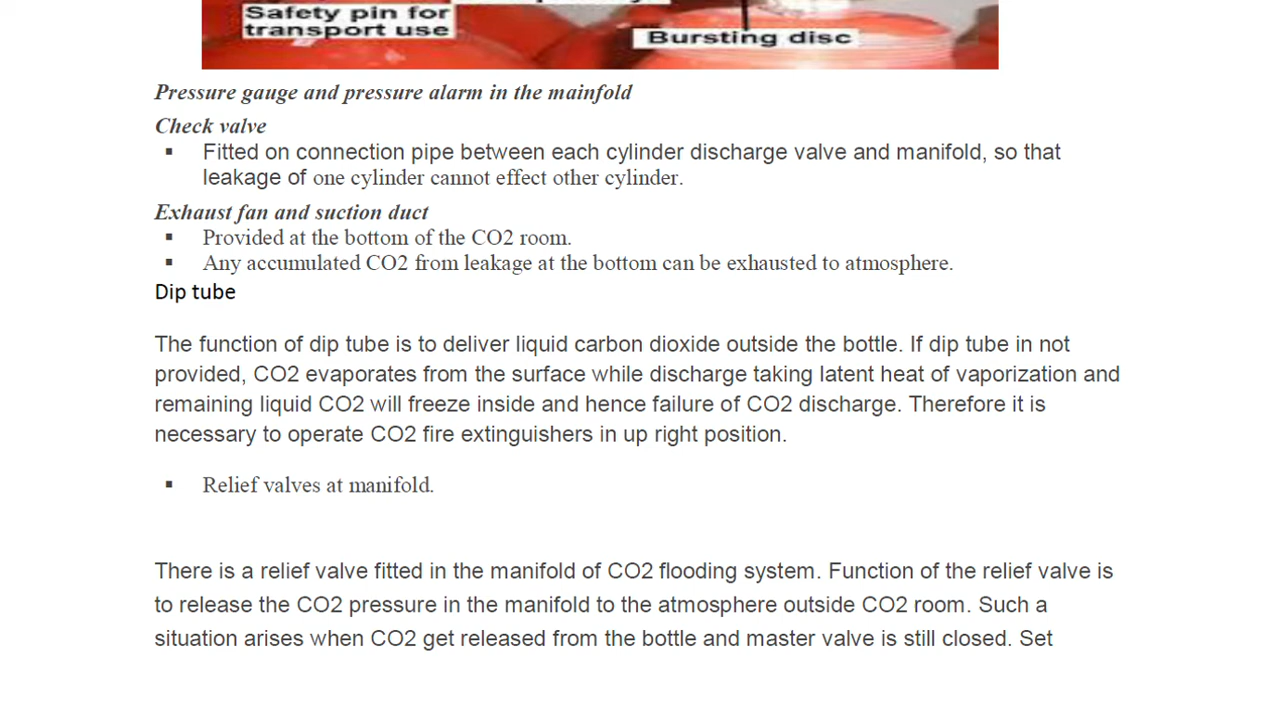 Safety pin for
transport use
Bursting disc
Pressure gauge and pressure alarm in the mainfold
Check valve
▪ Fitted on connection pipe between each cylinder discharge valve and manifold, so that
leakage of one cylinder cannot effect other cylinder.
Exhaust fan and suction duct
▪ Provided at the bottom of the CO2 room.
▪ Any accumulated CO2 from leakage at the bottom can be exhausted to atmosphere.
Dip tube
The function of dip tube is to deliver liquid carbon dioxide outside the bottle. If dip tube in not
provided, CO2 evaporates from the surface while discharge taking latent heat of vaporization and
remaining liquid CO2 will freeze inside and hence failure of CO2 discharge. Therefore it is
necessary to operate CO2 fire extinguishers in up right position.
▪ Relief valves at manifold.
There is a relief valve fitted in the manifold of CO2 flooding system. Function of the relief valve is
to release the CO2 pressure in the manifold to the atmosphere outside CO2 room. Such a
situation arises when CO2 get released from the bottle and master valve is still closed. Set